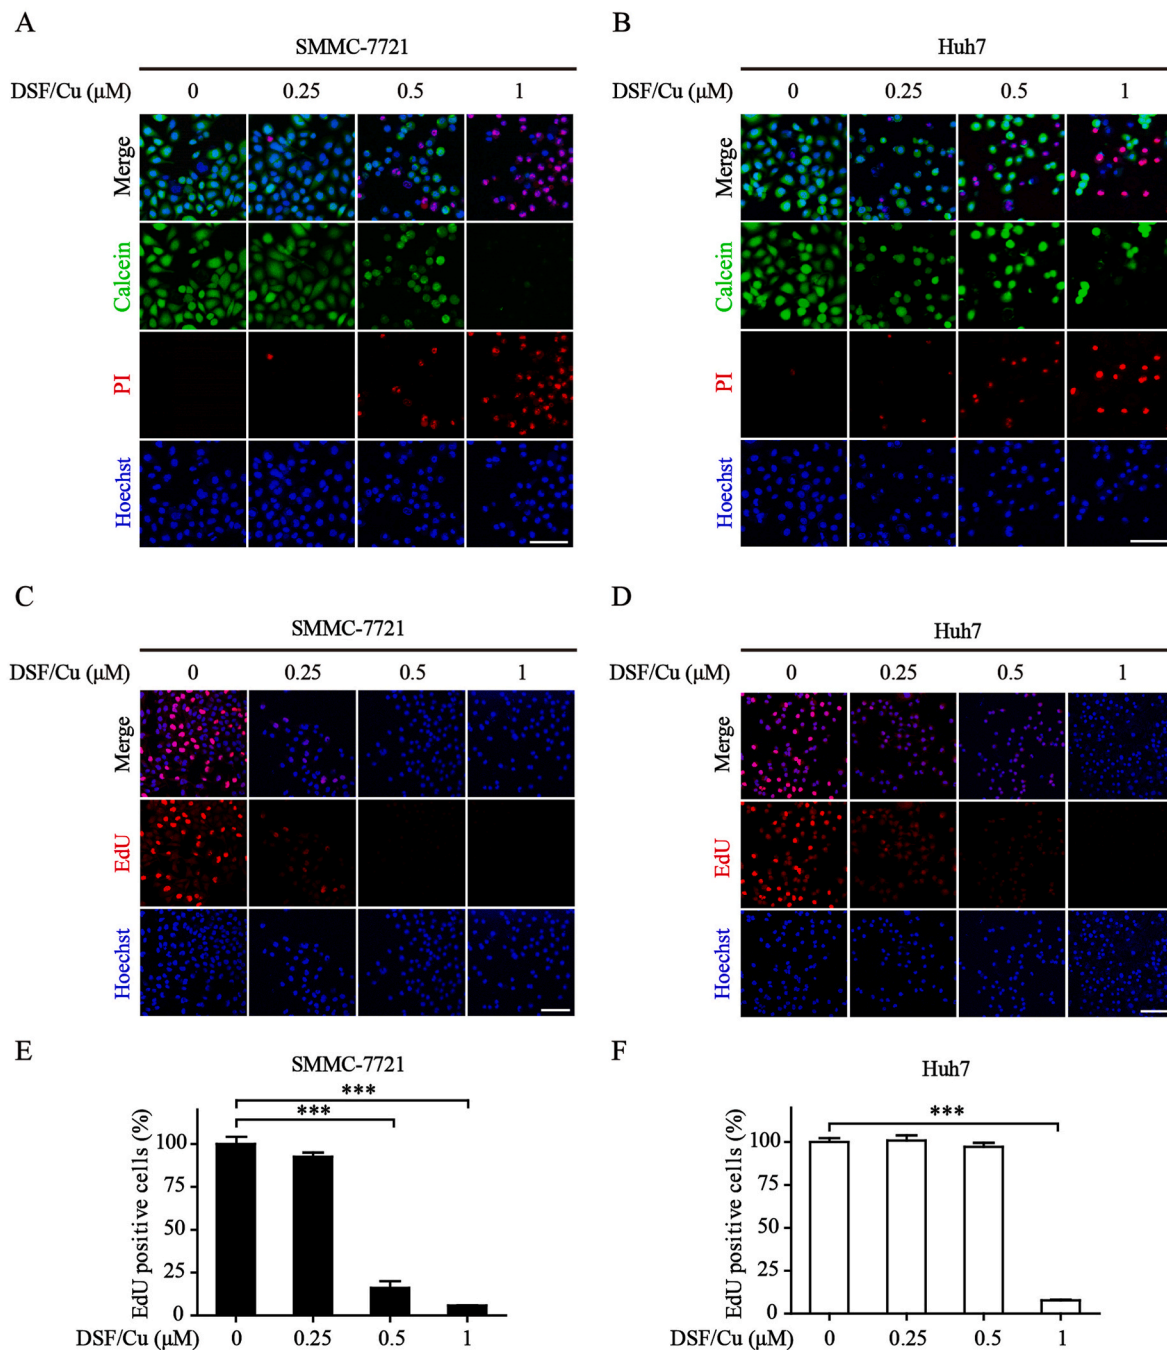 A
SMMC-7721
DSF/Cu (μM) 0 0.25 0.5 1
Merge
Calcein
PI
Hoechst
B
Huh7
DSF/Cu (μM) 0 0.25 0.5 1
Merge
Calcein
PI
Hoechst
C
SMMC-7721
DSF/Cu (μM) 0 0.25 0.5 1
Merge
EdU
Hoechst
D
Huh7
DSF/Cu (μM) 0 0.25 0.5 1
Merge
EdU
Hoechst
E
SMMC-7721
***
***
EdU positive cells (%)
100
75
50
25
0
0 0.25 0.5 1
DSF/Cu (μM)
F
Huh7
***
EdU positive cells (%)
100
75
50
25
0
0 0.25 0.5 1
DSF/Cu (μM)